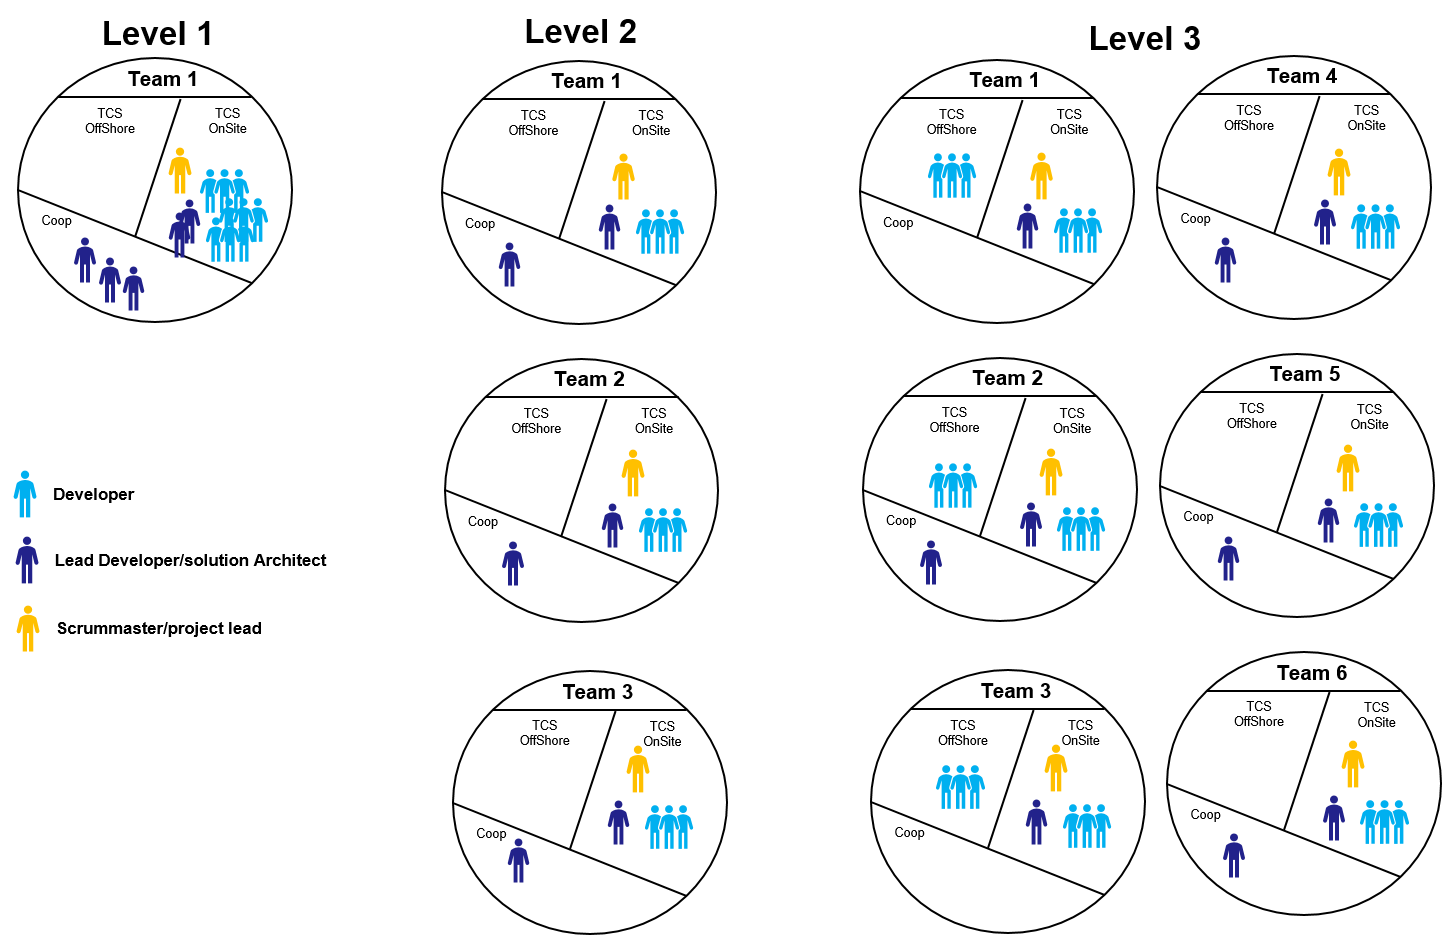 Level 1
Team 1
TCS
OffShore
TCS
OnSite
Coop
Developer
Lead Developer/solution Architect
Scrummaster/project lead
Level 2
Team 1
TCS
OffShore
TCS
OnSite
Coop
Team 2
TCS
OffShore
TCS
OnSite
Coop
Team 3
TCS
OffShore
TCS
OnSite
Coop
Level 3
Team 1
TCS
OffShore
TCS
OnSite
Coop
Team 4
TCS
OffShore
TCS
OnSite
Coop
Team 2
TCS
OffShore
TCS
OnSite
Coop
Team 5
TCS
OffShore
TCS
OnSite
Coop
Team 3
TCS
OffShore
TCS
OnSite
Coop
Team 6
TCS
OffShore
TCS
OnSite
Coop